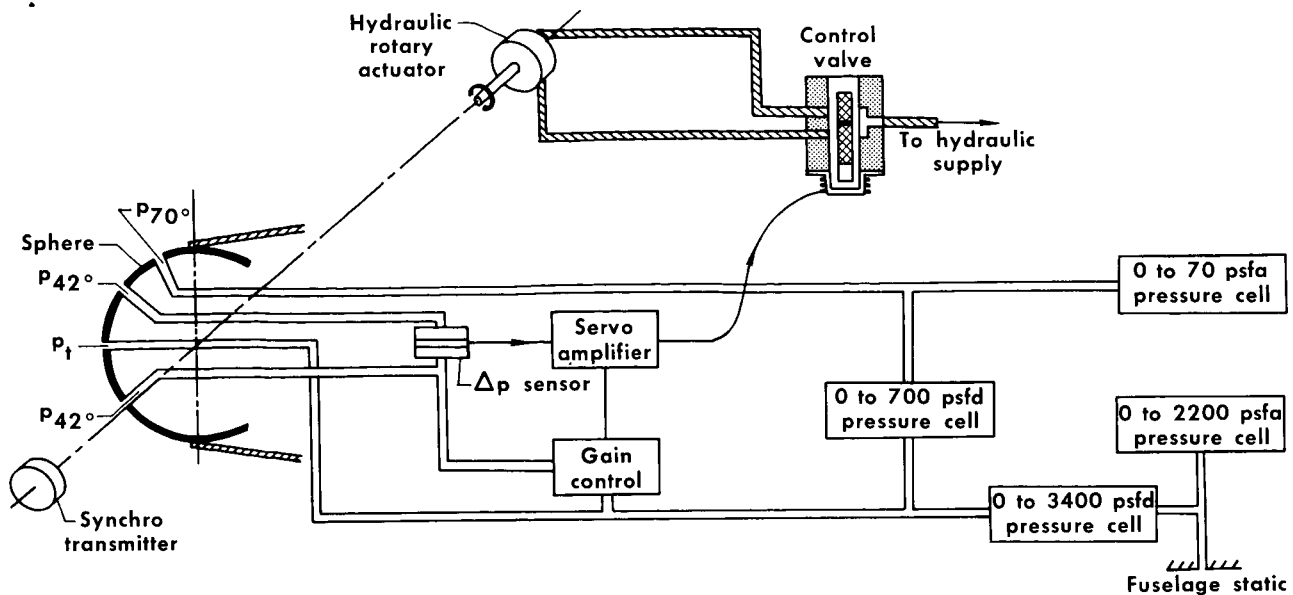 Hydraulic
rotary
actuator
Control
valve
To hydraulic
supply
p70°
Sphere
p42°
pt
p42°
Synchro
transmitter
Δp sensor
Servo
amplifier
Gain
control
0 to 70 psfa
pressure cell
0 to 700 psfd
pressure cell
0 to 2200 psfa
pressure cell
0 to 3400 psfd
pressure cell
Fuselage static